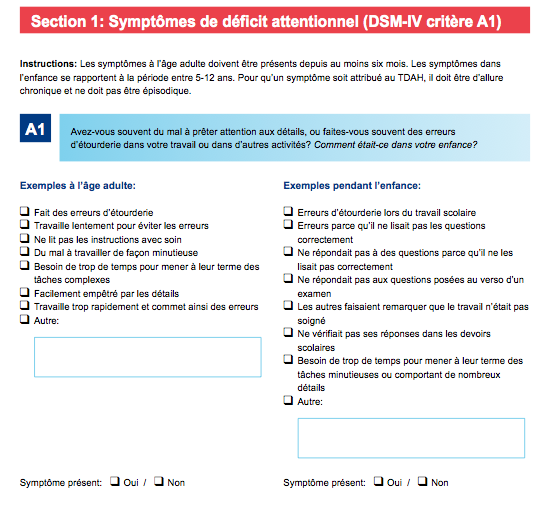 Section 1: Symptômes de déficit attentionnel (DSM-IV critère A1)
Instructions: Les symptômes à l'âge adulte doivent être présents depuis au moins six mois. Les symptômes dans
l'enfance se rapportent à la période entre 5-12 ans. Pour qu'un symptôme soit attribué au TDAH, il doit être d'allure
chronique et ne doit pas être épisodique.
A1
Avez-vous souvent du mal à prêter attention aux détails, ou faites-vous souvent des erreurs
d'étourderie dans votre travail ou dans d'autres activités? Comment était-ce dans votre enfance?
Exemples à l'âge adulte:
Fait des erreurs d'étourderie
Travaille lentement pour éviter les erreurs
Ne lit pas les instructions avec soin
Du mal à travailler de façon minutieuse
Besoin de trop de temps pour mener à leur terme des
tâches complexes
Facilement empêtré par les détails
Travaille trop rapidement et commet ainsi des erreurs
Autre:
Symptôme présent: Oui / Non
Exemples pendant l'enfance:
Erreurs d'étourderie lors du travail scolaire
Erreurs parce qu'il ne lisait pas les questions
correctement
Ne répondait pas à des questions parce qu'il ne les
lisait pas correctement
Ne répondait pas aux questions posées au verso d'un
examen
Les autres faisaient remarquer que le travail n'était pas
soigné
Ne vérifiait pas ses réponses dans les devoirs
scolaires
Besoin de trop de temps pour mener à leur terme des
tâches minutieuses ou comportant de nombreux
détails
Autre:
Symptôme présent: Oui / Non